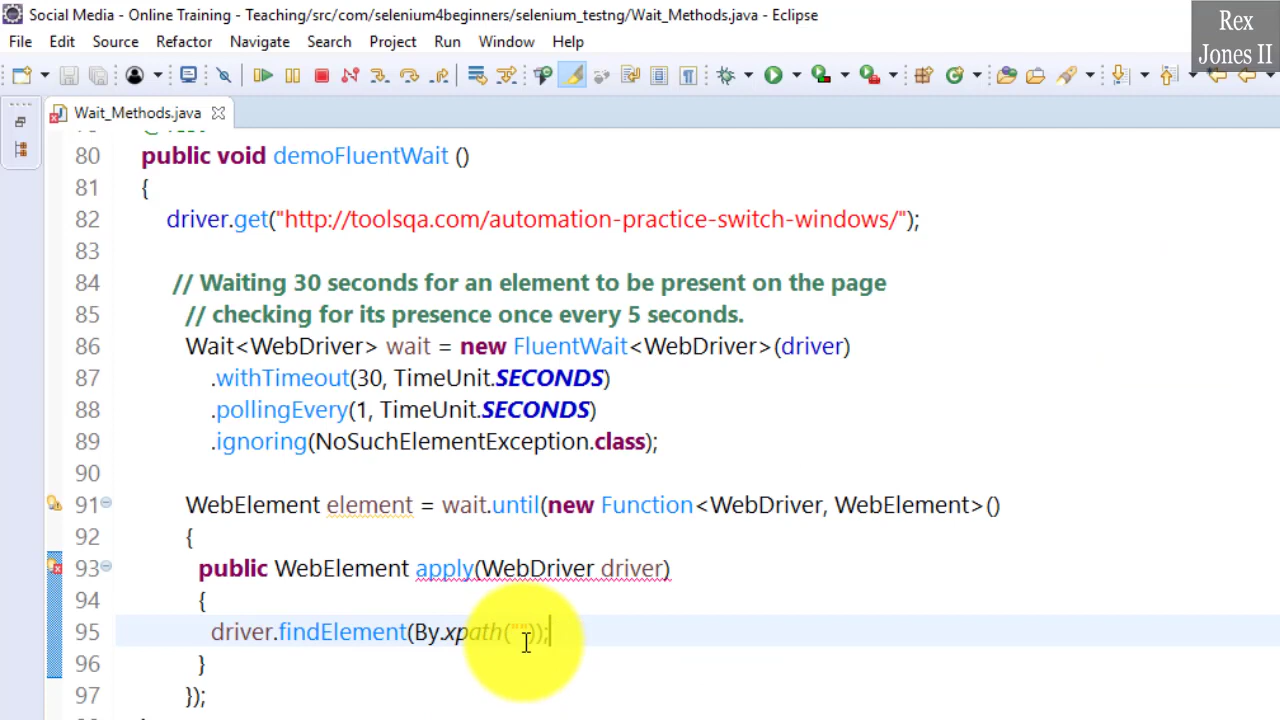 Social Media - Online Training - Teaching/src/com/selenium4beginners/selenium_testng/Wait_Methods.java - Eclipse
Rex
Jones II
File Edit Source Refactor Navigate Search Project Run Window Help
Wait_Methods.java
80 public void demoFluentWait ()
81 {
82 driver.get("http://toolsqa.com/automation-practice-switch-windows/");
83
84 // Waiting 30 seconds for an element to be present on the page
85 // checking for its presence once every 5 seconds.
86 Wait<WebDriver> wait = new FluentWait<WebDriver>(driver)
87 .withTimeout(30, TimeUnit.SECONDS)
88 .pollingEvery(1, TimeUnit.SECONDS)
89 .ignoring(NoSuchElementException.class);
90
91 WebElement element = wait.until(new Function<WebDriver, WebElement>()
92 {
93 public WebElement apply(WebDriver driver)
94 {
95 driver.findElement(By.xpath(""));
96 }
97 });